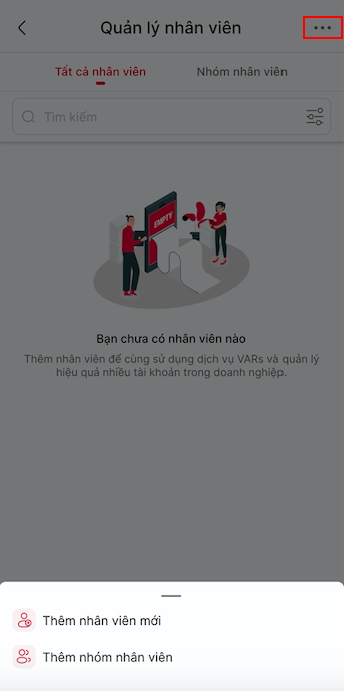 Quản lý nhân viên
Tất cả nhân viên
Nhóm nhân viên
Tìm kiếm
EMPTY
Bạn chưa có nhân viên nào
Thêm nhân viên để cùng sử dụng dịch vụ VARs và quản lý
hiệu quả nhiều tài khoản trong doanh nghiệp.
Thêm nhân viên mới
Thêm nhóm nhân viên